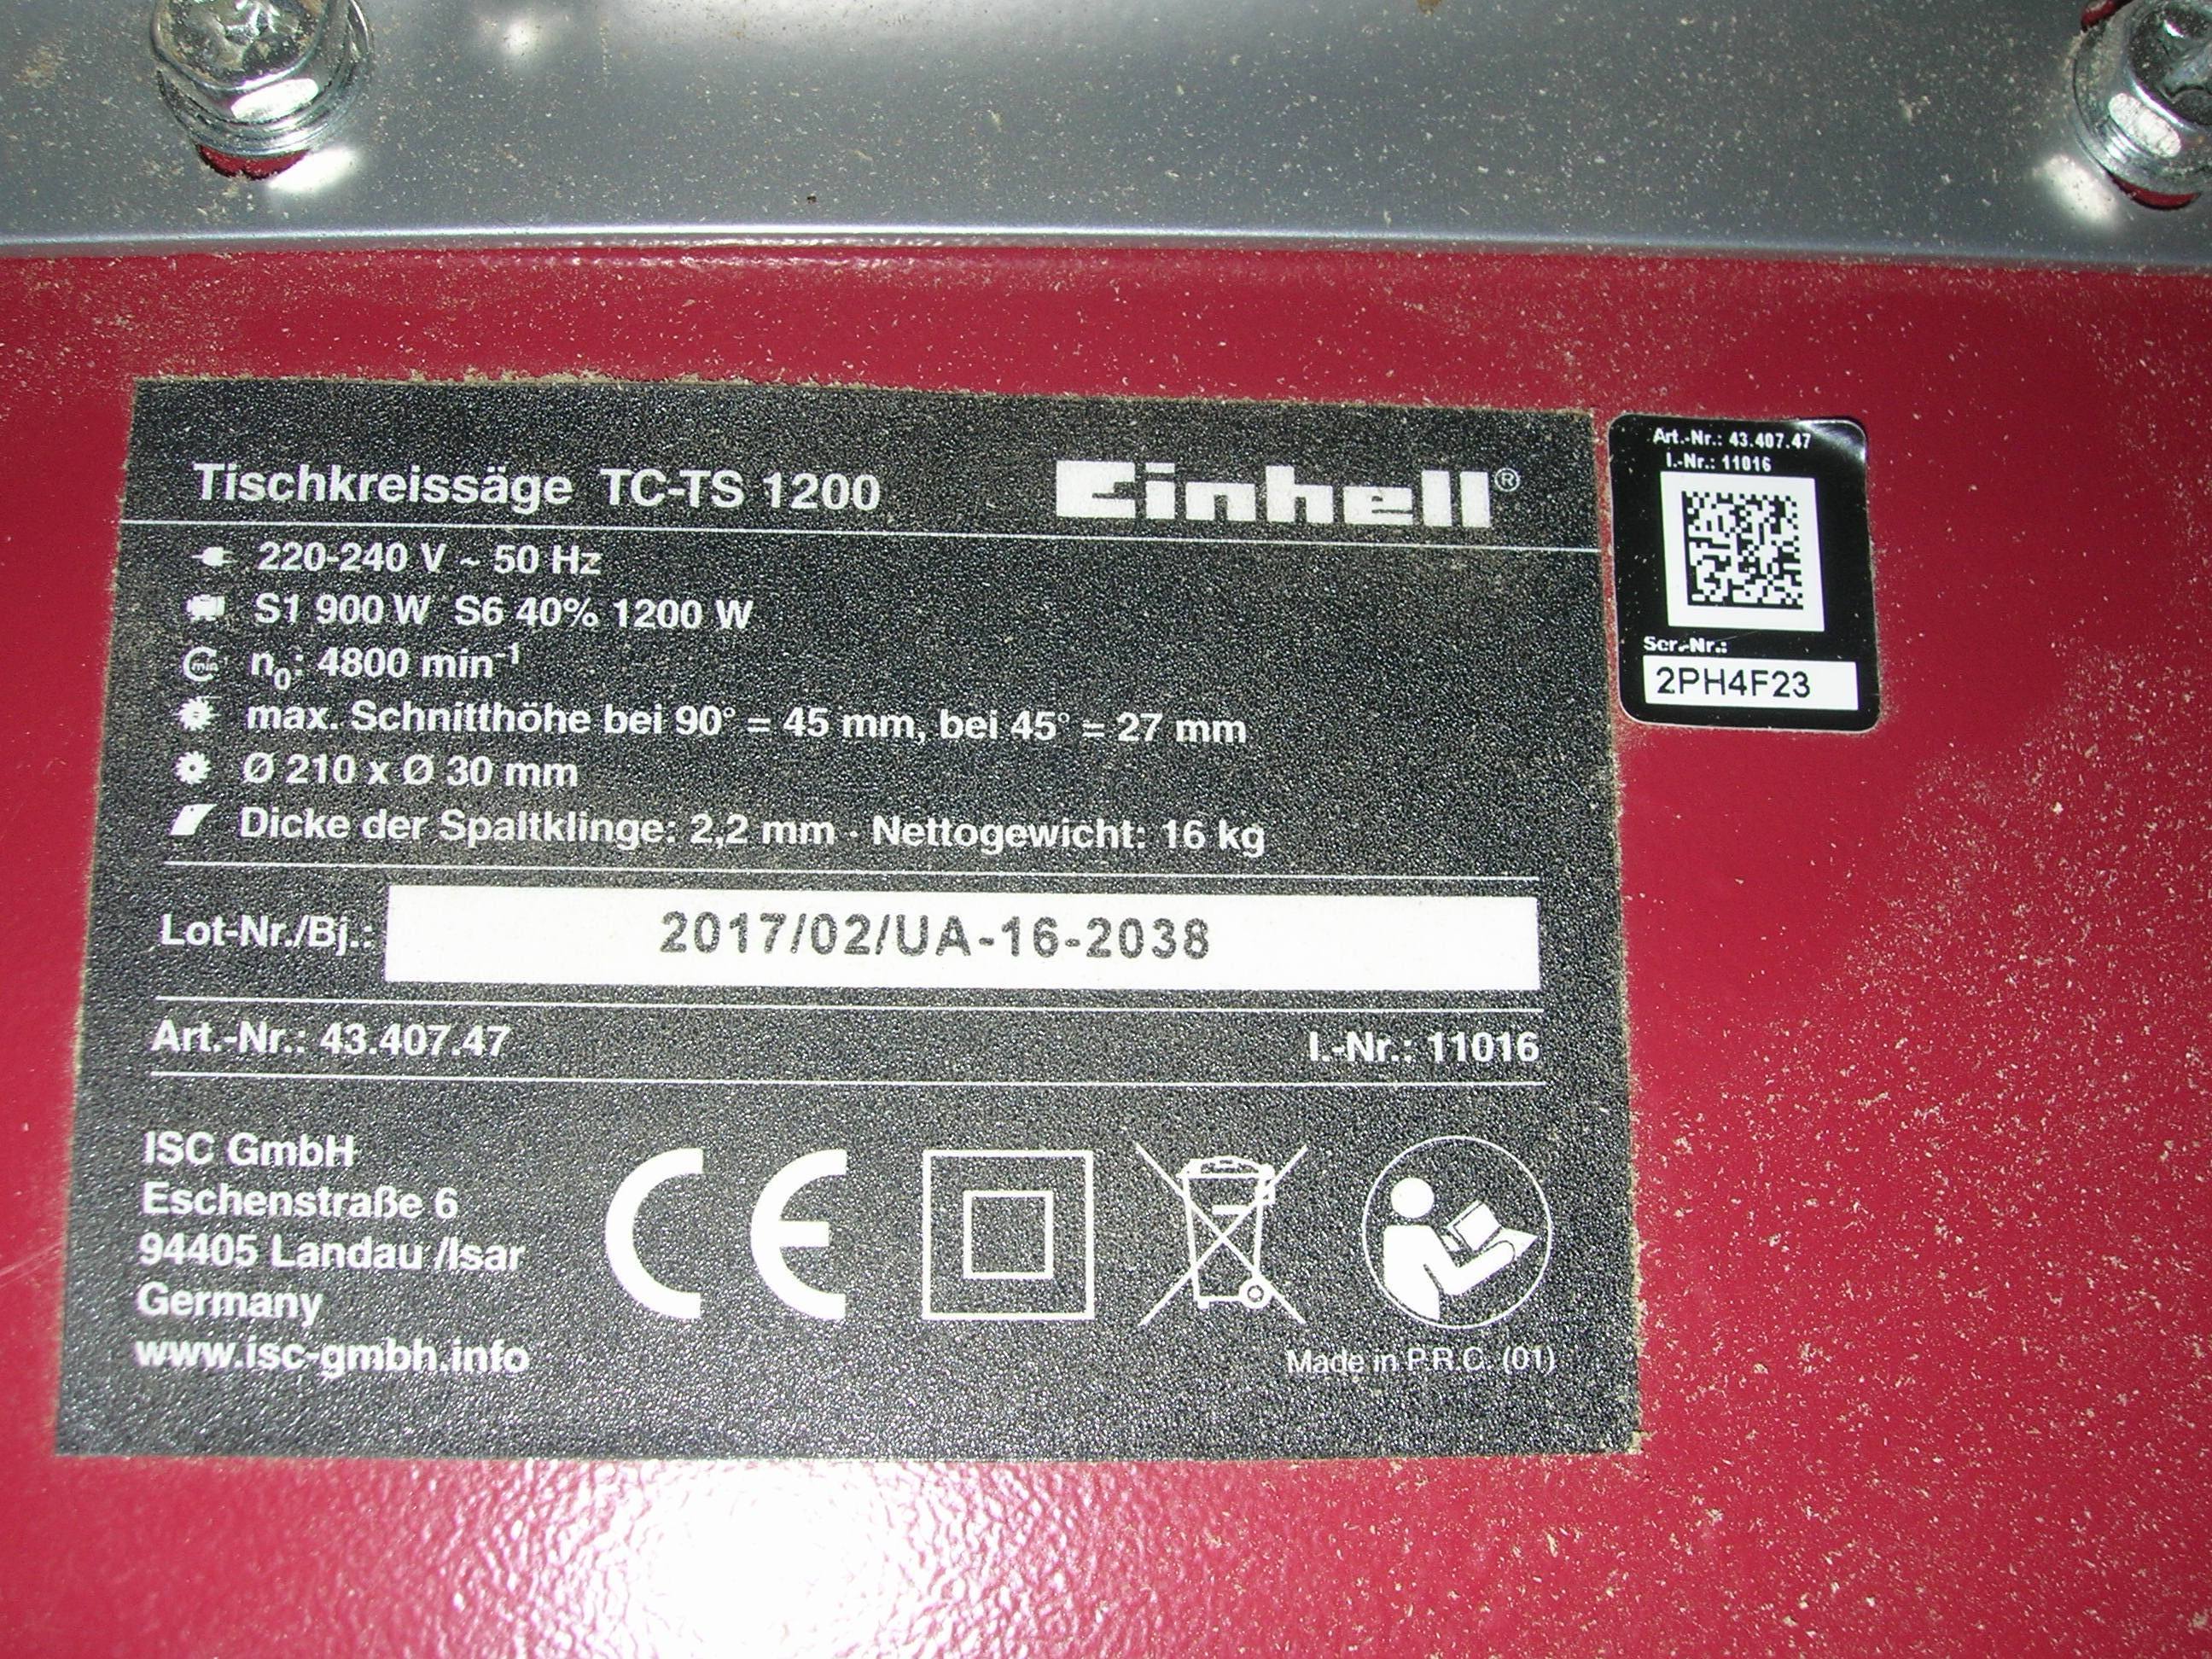 Tischkreissäge TC-TS 1200 Einhell®
220-240 V ~ 50 Hz
S1 900 W S6 40% 1200 W
min
n₀: 4800 min⁻¹
max. Schnitthöhe bei 90° = 45 mm, bei 45° = 27 mm
Ø 210 x Ø 30 mm
Dicke der Spaltklinge: 2,2 mm · Nettogewicht: 16 kg
Lot-Nr./Bj.: 2017/02/UA-16-2038
Art.-Nr.: 43.407.47 I.-Nr.: 11016
ISC GmbH
Eschenstraße 6
94405 Landau /Isar
Germany
www.isc-gmbh.info
CE
Made in P.R.C. (01)
Art.-Nr.: 43.407.47
I.-Nr.: 11016
Ser.-Nr.:
2PH4F23